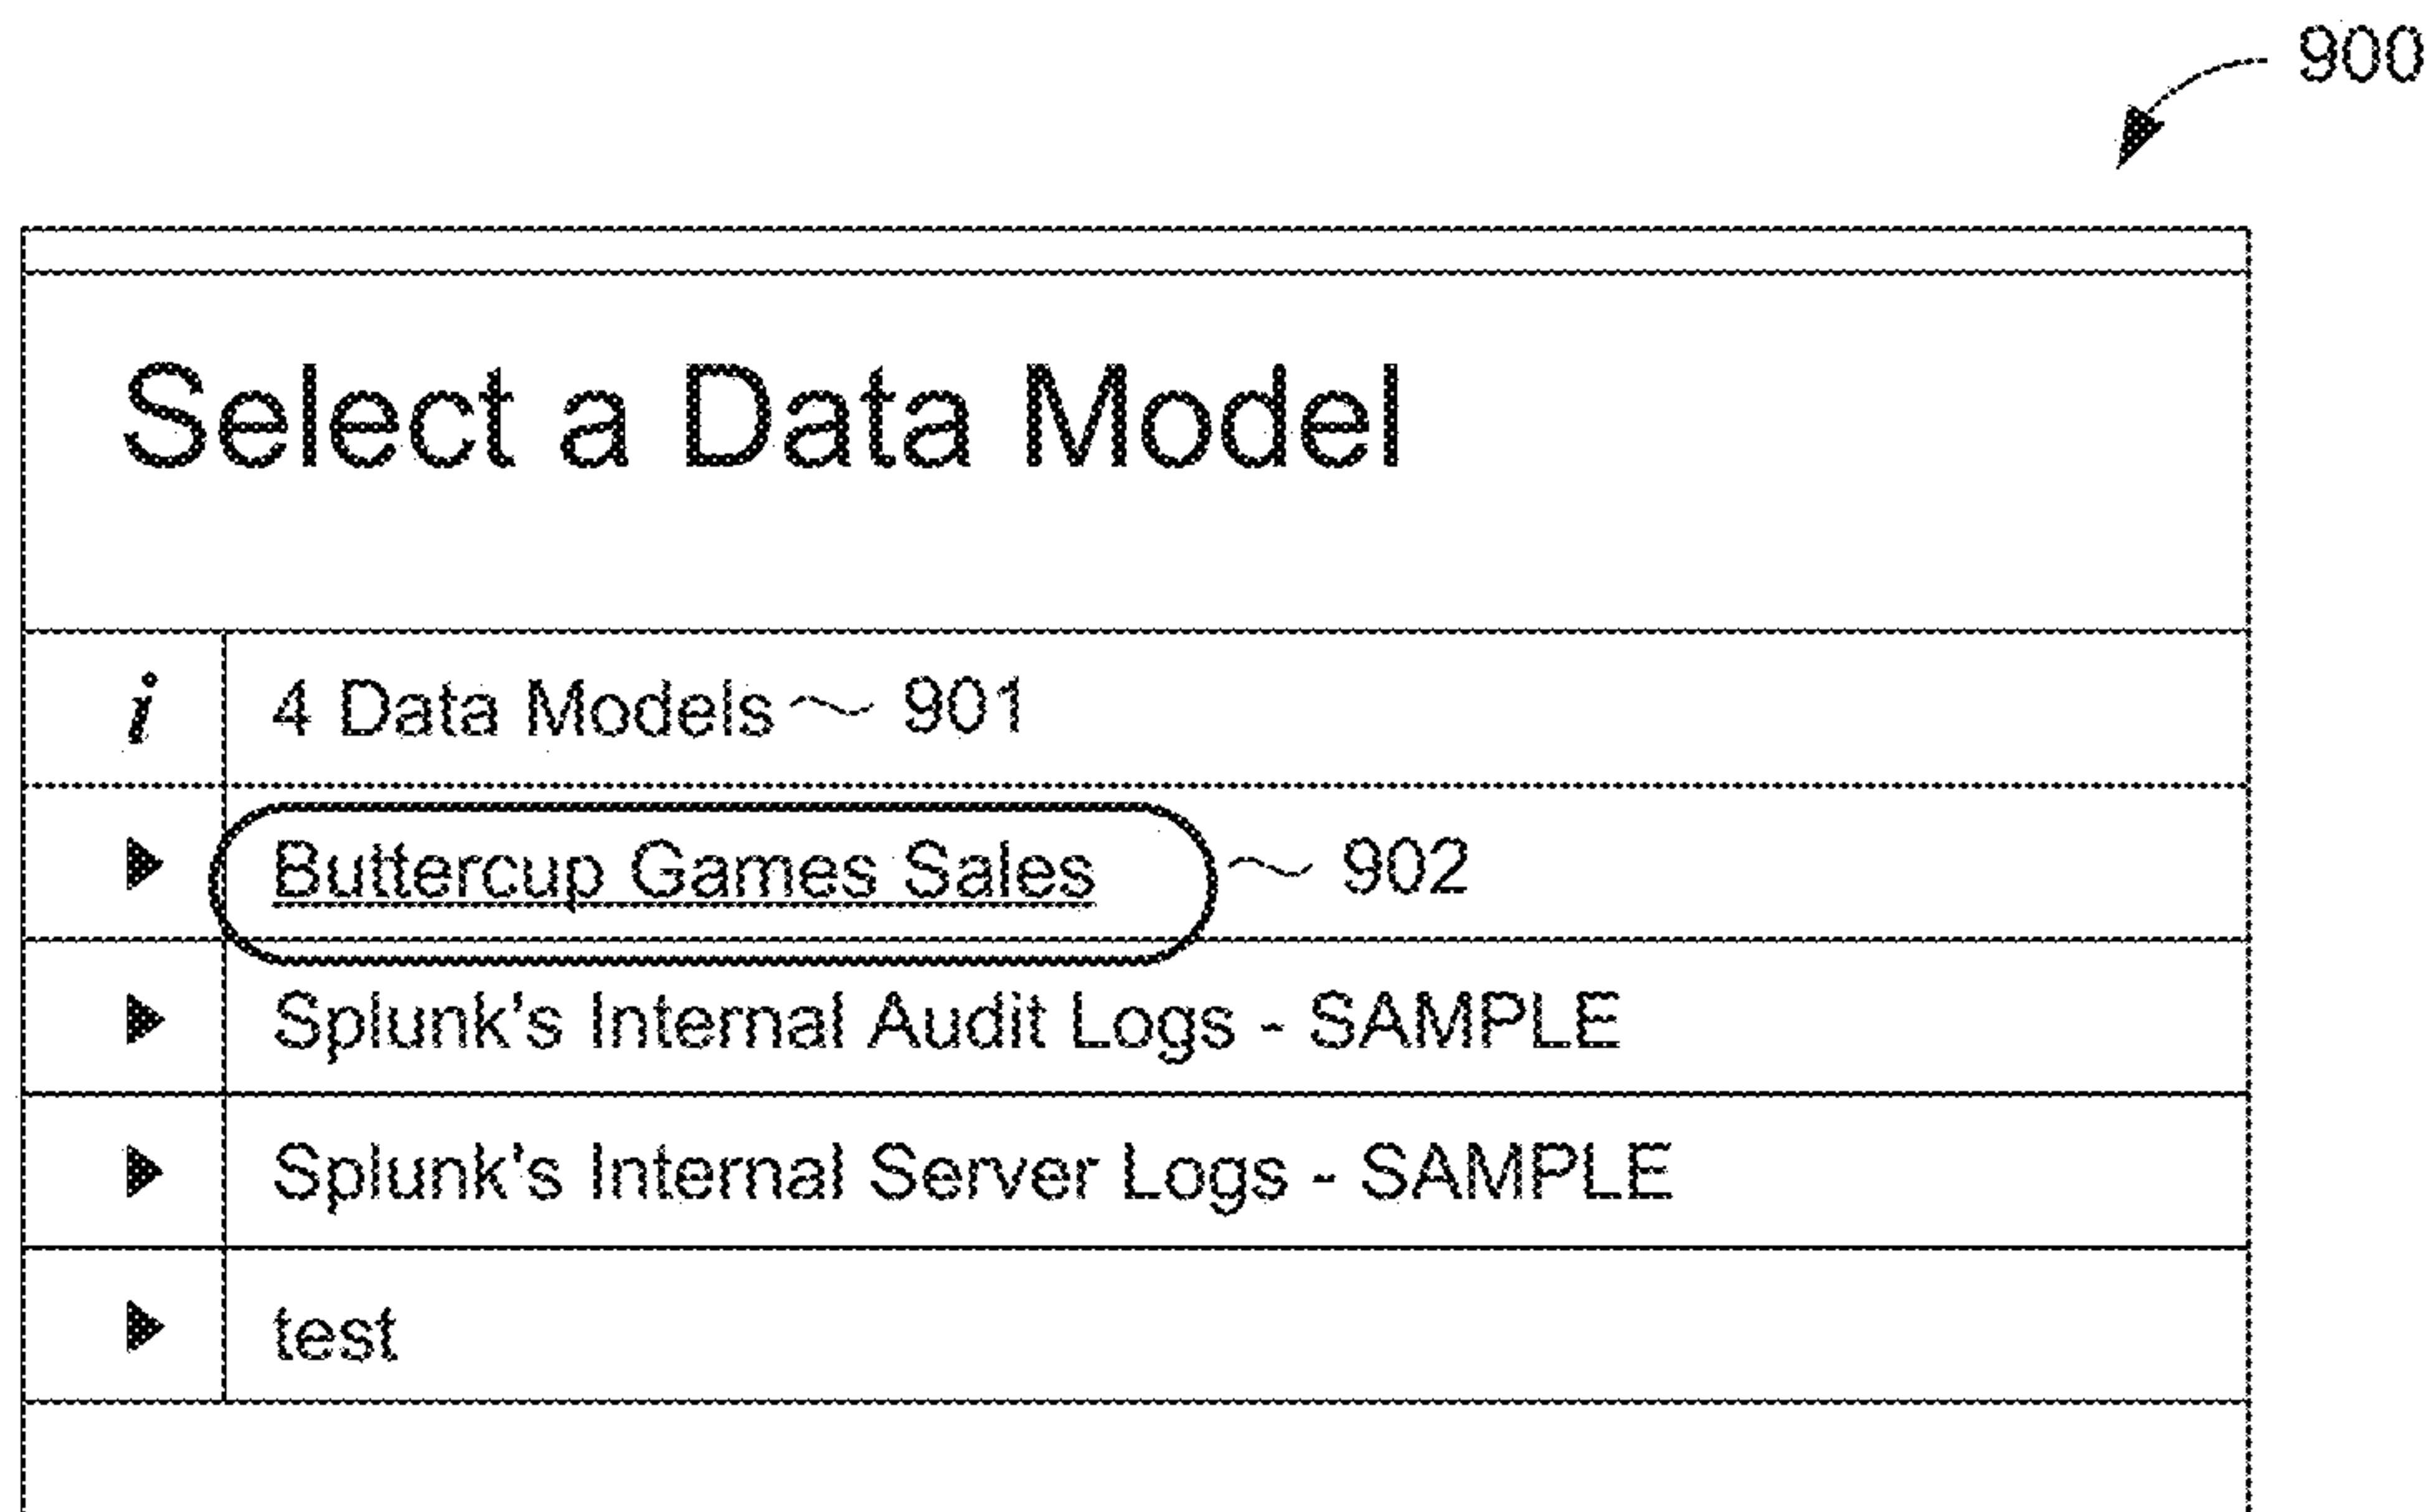 900
Select a Data Model
i 4 Data Models 901
Buttercup Games Sales 902
Splunk's Internal Audit Logs - SAMPLE
Splunk's Internal Server Logs - SAMPLE
test